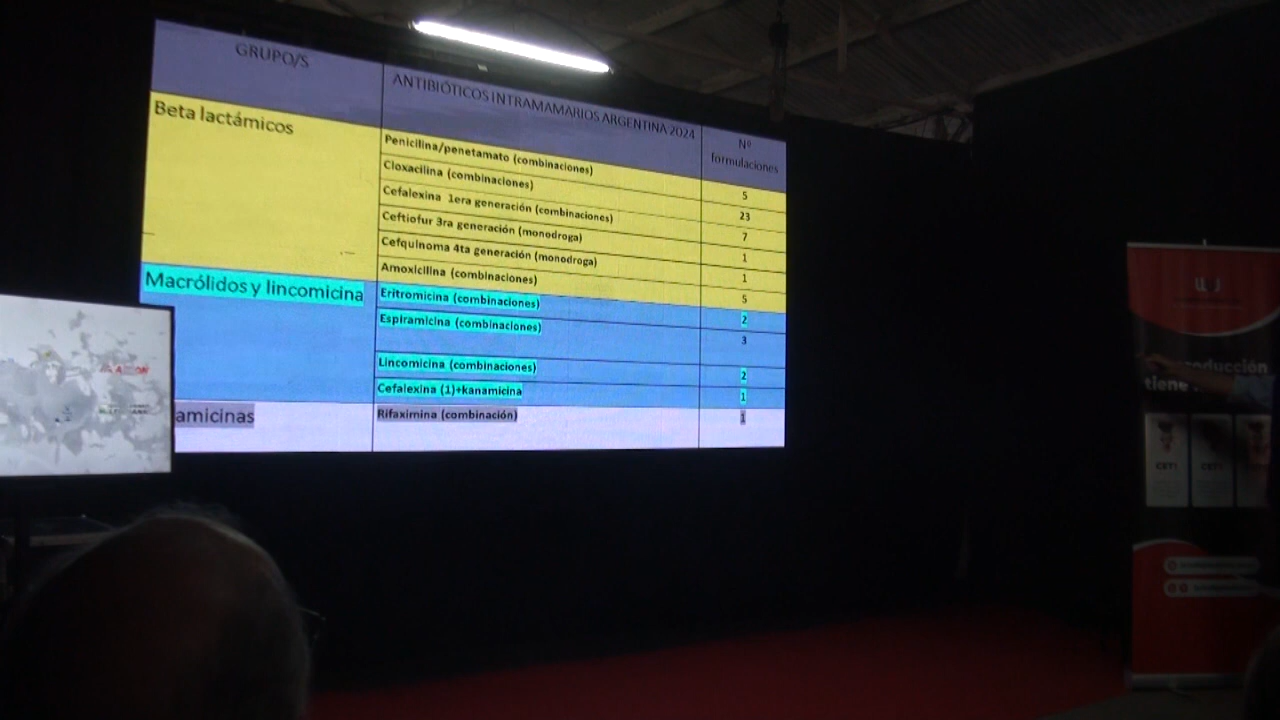 GRUPO/S
ANTIBIÓTICOS INTRAMAMARIOS ARGENTINA 2024
Nº
formulaciones
Beta lactámicos
Penicilina/penetamato (combinaciones)
5
Cloxacilina (combinaciones)
23
Cefalexina 1era generación (combinaciones)
7
Ceftiofur 3ra generación (monodroga)
1
Cefquinoma 4ta generación (monodroga)
1
Amoxicilina (combinaciones)
5
Macrólidos y lincomicina
Eritromicina (combinaciones)
2
Espiramicina (combinaciones)
3
Lincomicina (combinaciones)
2
Cefalexina (1)+kanamicina
1
amicinas
Rifaximina (combinación)
1
tiene